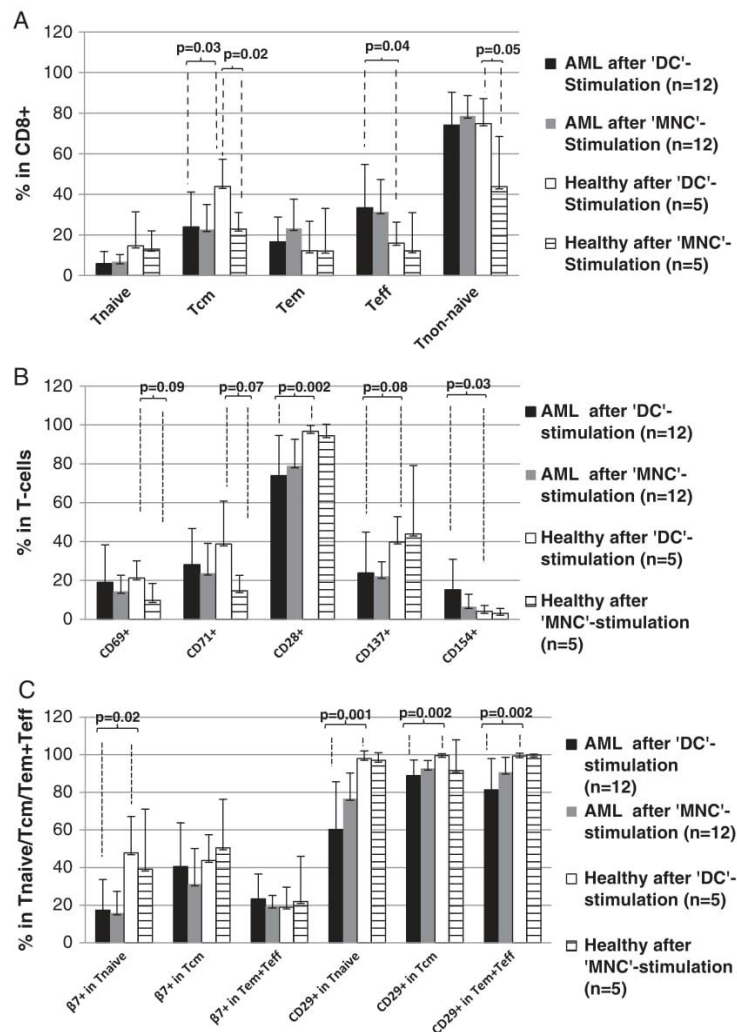 A
120
100
80
60
40
20
0
% in CD8+
p=0.03
p=0.02
p=0.04
p=0.05
Tnaive
Tcm
Tem
Teff
Tnon-naive
AML after 'DC'-
Stimulation (n=12)
AML after 'MNC'-
Stimulation (n=12)
Healthy after 'DC'-
Stimulation (n=5)
Healthy after 'MNC'-
Stimulation (n=5)
B
120
100
80
60
40
20
0
% in T-cells
p=0.09
p=0.07
p=0.002
p=0.08
p=0.03
CD69+
CD71+
CD28+
CD137+
CD154+
AML after 'DC'-
stimulation (n=12)
AML after 'MNC'-
stimulation (n=12)
Healthy after 'DC'-
stimulation (n=5)
Healthy after
'MNC'-stimulation
(n=5)
C
120
100
80
60
40
20
0
% in Tnaive/Tcm/Tem+Teff
p=0.02
p=0.001
p=0.002
p=0.002
β7+ in Tnaive
β7+ in Tcm
β7+ in Tem+Teff
CD29+ in Tnaive
CD29+ in Tcm
CD29+ in Tem+Teff
AML after 'DC'-
stimulation
(n=12)
AML after 'MNC'-
stimulation (n=12)
Healthy after 'DC'-
stimulation
(n=5)
Healthy after
'MNC'-stimulation
(n=5)